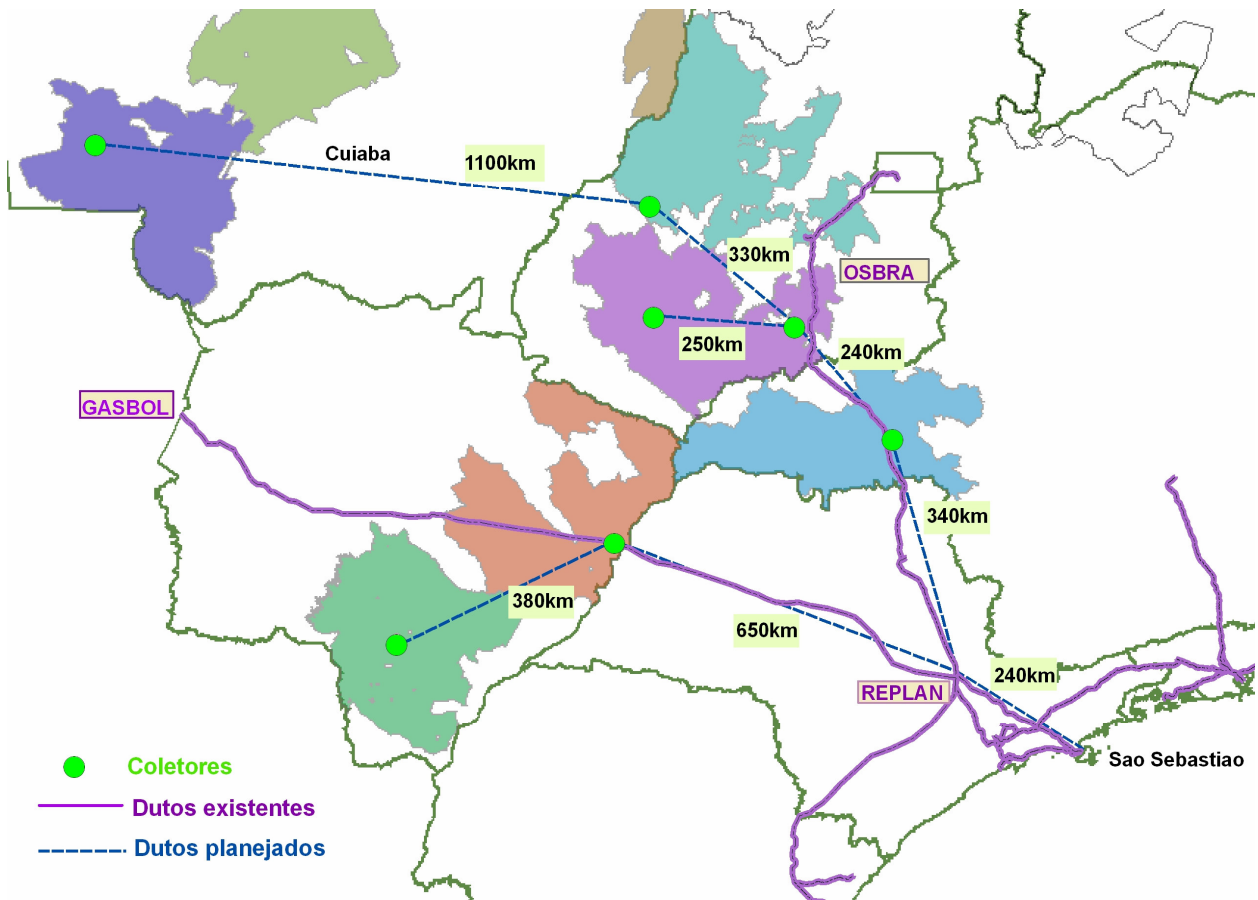 Cuiaba
1100km
330km
OSBRA
250km
240km
GASBOL
340km
380km
650km
240km
REPLAN
Sao Sebastiao
Coletores
Dutos existentes
Dutos planejados